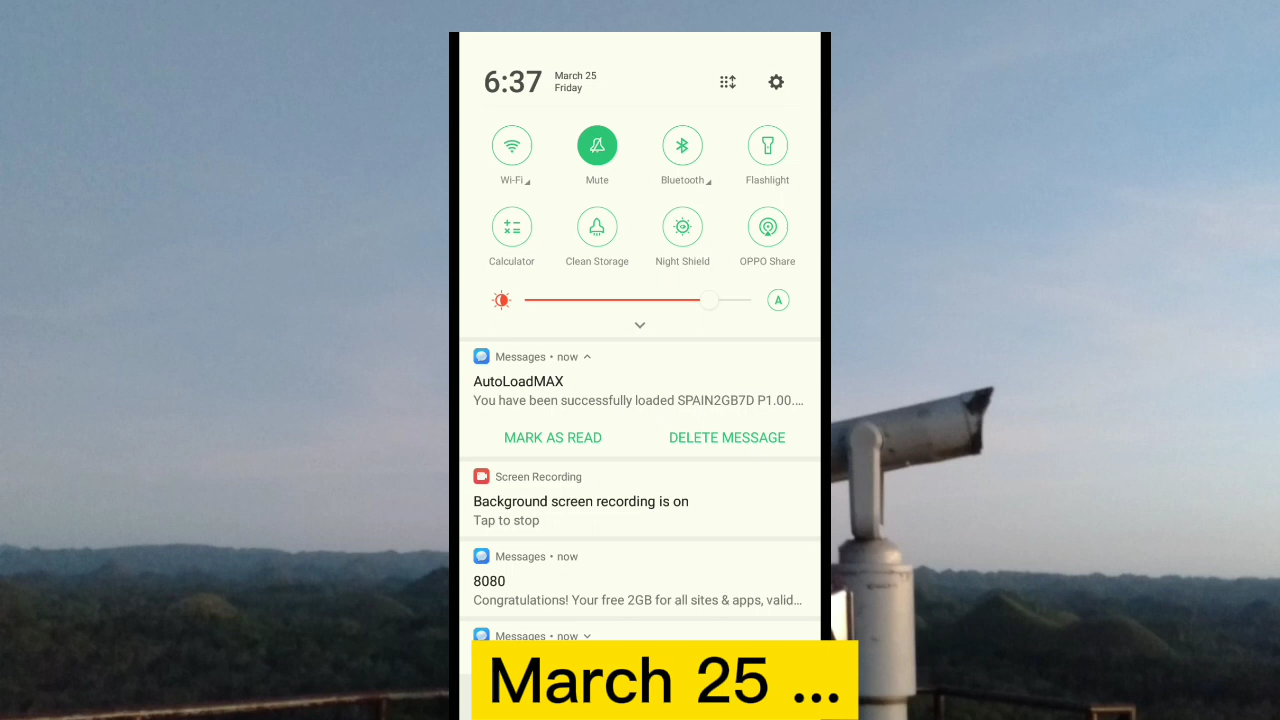 6:37
March 25
Friday
Wi-Fi
Mute
Bluetooth
Flashlight
Calculator
Clean Storage
Night Shield
OPPO Share
A
Messages • now
AutoLoadMAX
You have been successfully loaded SPAIN2GB7D P1.00....
MARK AS READ
DELETE MESSAGE
Screen Recording
Background screen recording is on
Tap to stop
Messages • now
8080
Congratulations! Your free 2GB for all sites & apps, valid...
Messages • now
March 25 ...